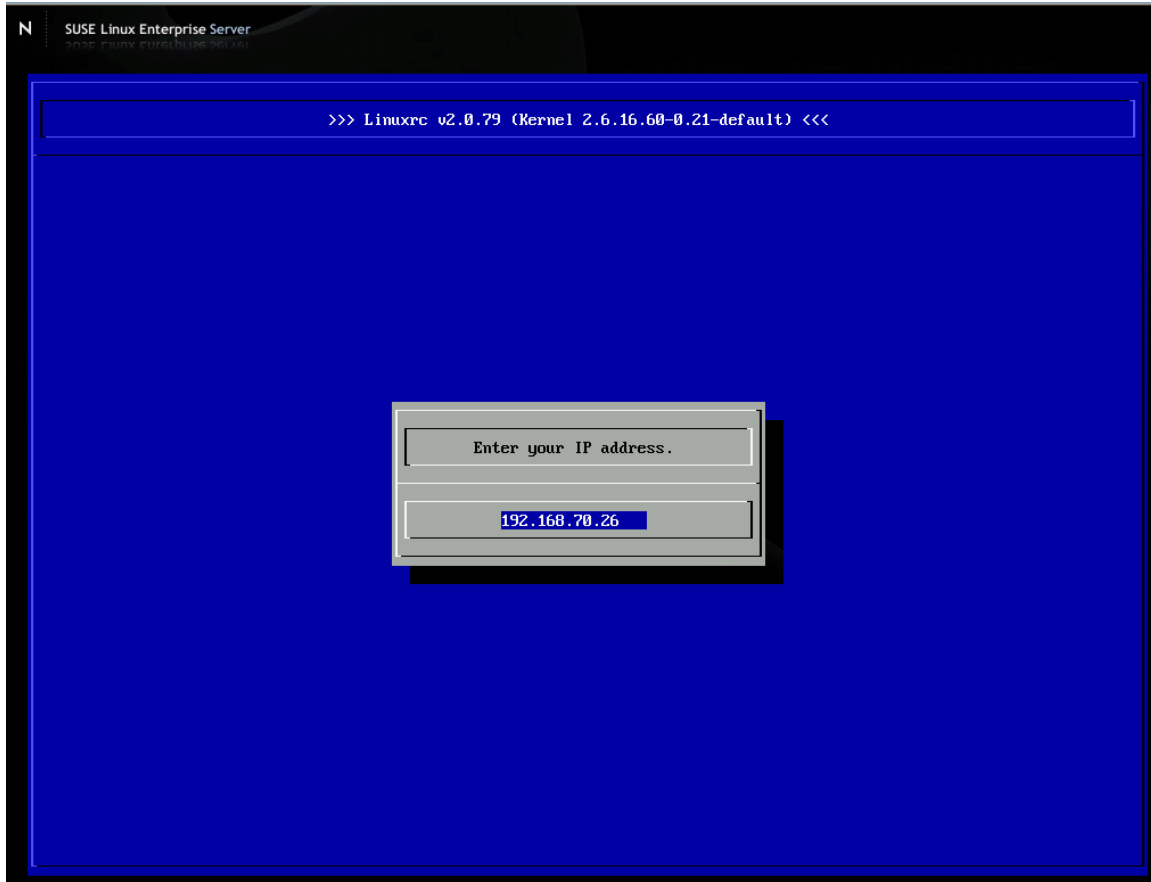 N SUSE Linux Enterprise Server
>>> Linuxrc v2.0.79 (Kernel 2.6.16.60-0.21-default) <<<
Enter your IP address.
192.168.70.26